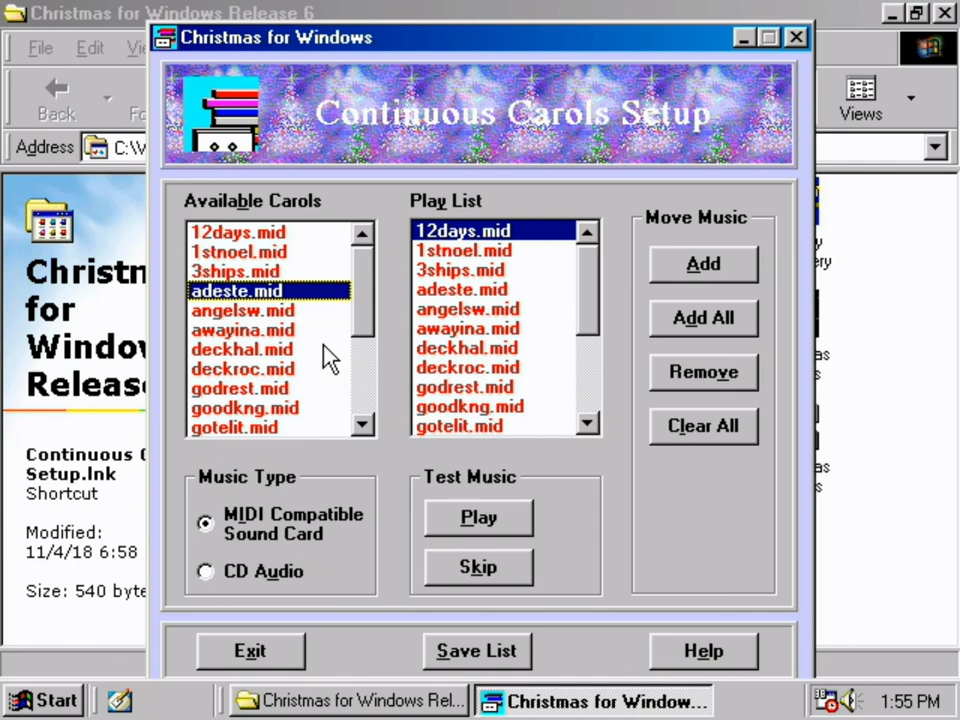 Christmas for Windows Release 6
File Edit
Christmas for Windows
Back
Views
Continuous Carols Setup
Address
Available Carols
12days.mid
1stnoel.mid
3ships.mid
adeste.mid
angelsw.mid
awayina.mid
deckhal.mid
deckroc.mid
godrest.mid
goodkng.mid
gotelit.mid
Play List
12days.mid
1stnoel.mid
3ships.mid
adeste.mid
angelsw.mid
awayina.mid
deckhal.mid
deckroc.mid
godrest.mid
goodkng.mid
gotelit.mid
Move Music
Add
Add All
Remove
Clear All
Music Type
MIDI Compatible
Sound Card
CD Audio
Test Music
Play
Skip
Exit
Save List
Help
for
Setup.lnk
Shortcut
Modified:
11/4/18 6:58
Size: 540
Start
Christmas for Windows Rel...
Christmas for Window...
1:55 PM